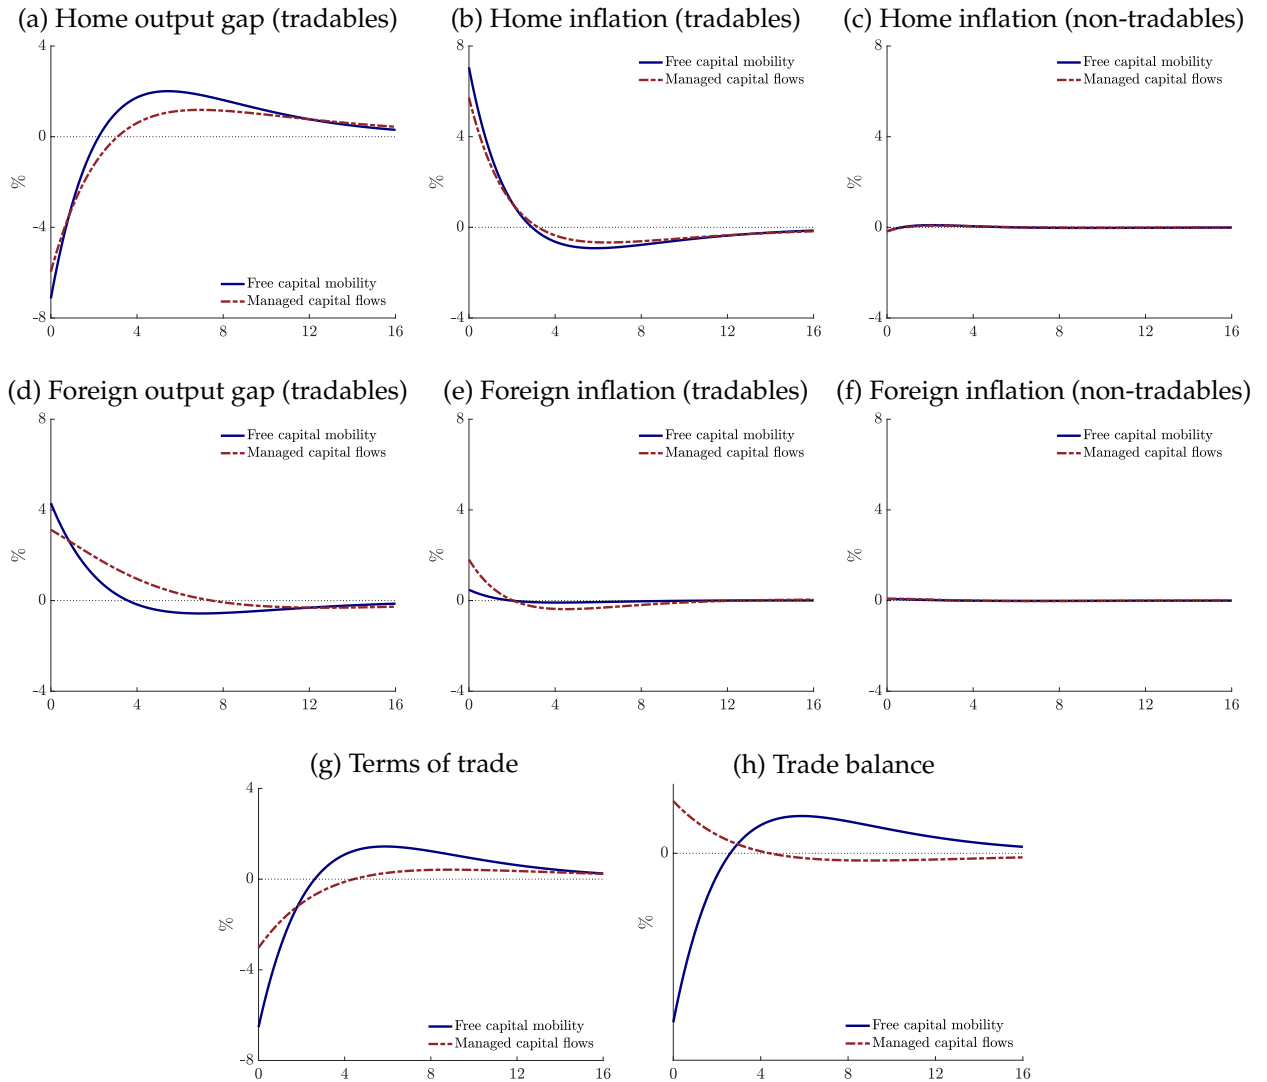 (a) Home output gap (tradables)
4
0
-4
-8
%
Free capital mobility
Managed capital flows
0 4 8 12 16
(b) Home inflation (tradables)
8
4
0
-4
%
Free capital mobility
Managed capital flows
0 4 8 12 16
(c) Home inflation (non-tradables)
8
4
0
-4
%
Free capital mobility
Managed capital flows
0 4 8 12 16
(d) Foreign output gap (tradables)
8
4
0
-4
%
Free capital mobility
Managed capital flows
0 4 8 12 16
(e) Foreign inflation (tradables)
8
4
0
-4
%
Free capital mobility
Managed capital flows
0 4 8 12 16
(f) Foreign inflation (non-tradables)
8
4
0
-4
%
Free capital mobility
Managed capital flows
0 4 8 12 16
(g) Terms of trade
4
0
-4
-8
%
Free capital mobility
Managed capital flows
0 4 8 12 16
(h) Trade balance
0
%
Free capital mobility
Managed capital flows
0 4 8 12 16